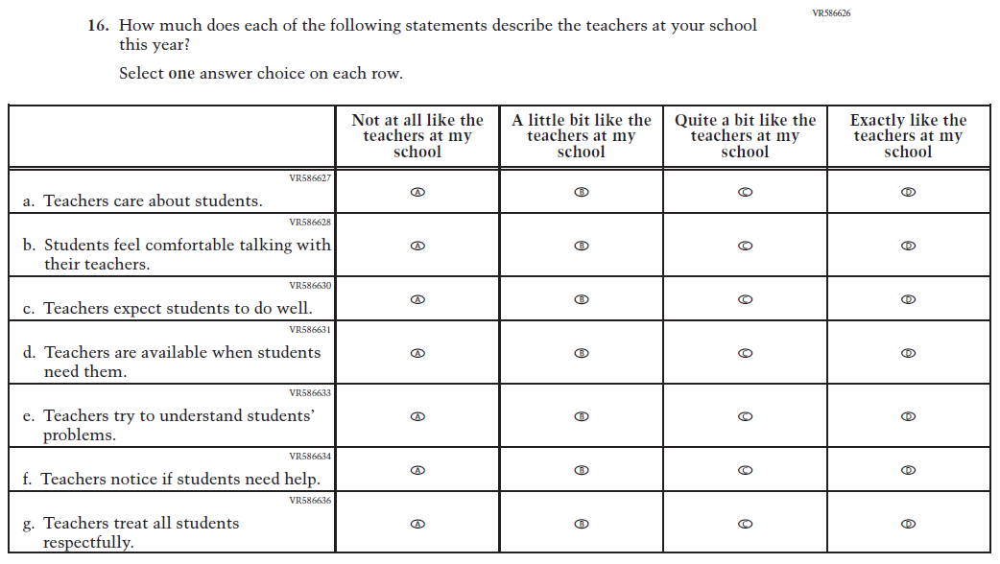 VR586626
16. How much does each of the following statements describe the teachers at your school
this year?
Select one answer choice on each row.
Not at all like the
teachers at my
school
A little bit like the
teachers at my
school
Quite a bit like the
teachers at my
school
Exactly like the
teachers at my
school
VR586627
a. Teachers care about students.
A B C D
VR586628
b. Students feel comfortable talking with
their teachers.
A B C D
VR586630
c. Teachers expect students to do well.
A B C D
VR586631
d. Teachers are available when students
need them.
A B C D
VR586633
e. Teachers try to understand students’
problems.
A B C D
VR586634
f. Teachers notice if students need help.
A B C D
VR586636
g. Teachers treat all students
respectfully.
A B C D